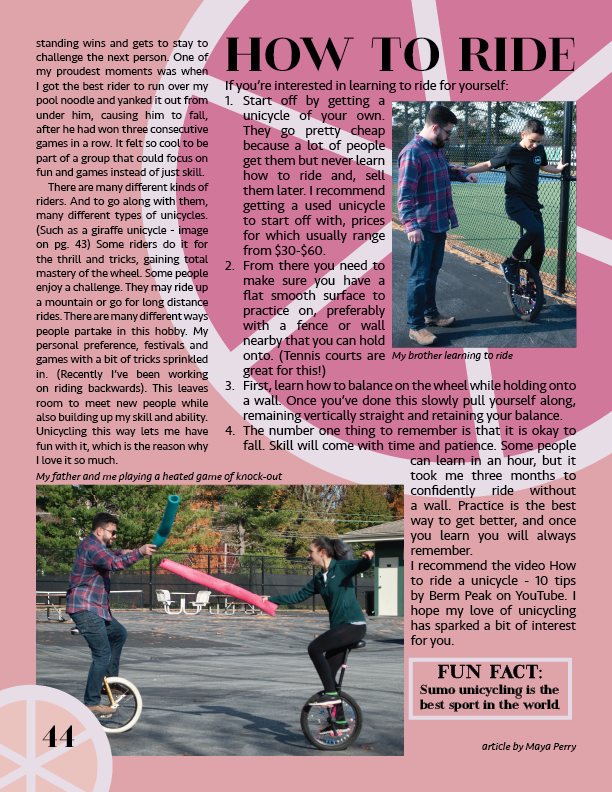 standing wins and gets to stay to
challenge the next person. One of
my proudest moments was when
I got the best rider to run over my
pool noodle and yanked it out from
under him, causing him to fall,
after he had won three consecutive
games in a row. It felt so cool to be
part of a group that could focus on
fun and games instead of just skill.
There are many different kinds of
riders. And to go along with them,
many different types of unicycles.
(Such as a giraffe unicycle - image
on pg. 43) Some riders do it for
the thrill and tricks, gaining total
mastery of the wheel. Some people
enjoy a challenge. They may ride up
a mountain or go for long distance
rides. There are many different ways
people partake in this hobby. My
personal preference, festivals and
games with a bit of tricks sprinkled
in. (Recently I've been working
on riding backwards). This leaves
room to meet new people while
also building up my skill and ability.
Unicycling this way lets me have
fun with it, which is the reason why
I love it so much.
My father and me playing a heated game of knock-out
HOW TO RIDE
If you're interested in learning to ride for yourself:
1. Start off by getting a
unicycle of your own.
They go pretty cheap
because a lot of people
get them but never learn
how to ride and, sell
them later. I recommend
getting a used unicycle
to start off with, prices
for which usually range
from $30-$60.
2. From there you need to
make sure you have a
flat smooth surface to
practice on, preferably
with a fence or wall
nearby that you can hold
onto. (Tennis courts are
great for this!)
My brother learning to ride
3. First, learn how to balance on the wheel while holding onto
a wall. Once you've done this slowly pull yourself along,
remaining vertically straight and retaining your balance.
4. The number one thing to remember is that it is okay to
fall. Skill will come with time and patience. Some people
can learn in an hour, but it
took me three months to
confidently ride without
a wall. Practice is the best
way to get better, and once
you learn you will always
remember.
I recommend the video How
to ride a unicycle - 10 tips
by Berm Peak on YouTube. I
hope my love of unicycling
has sparked a bit of interest
for you.
FUN FACT:
Sumo unicycling is the
best sport in the world.
44
article by Maya Perry